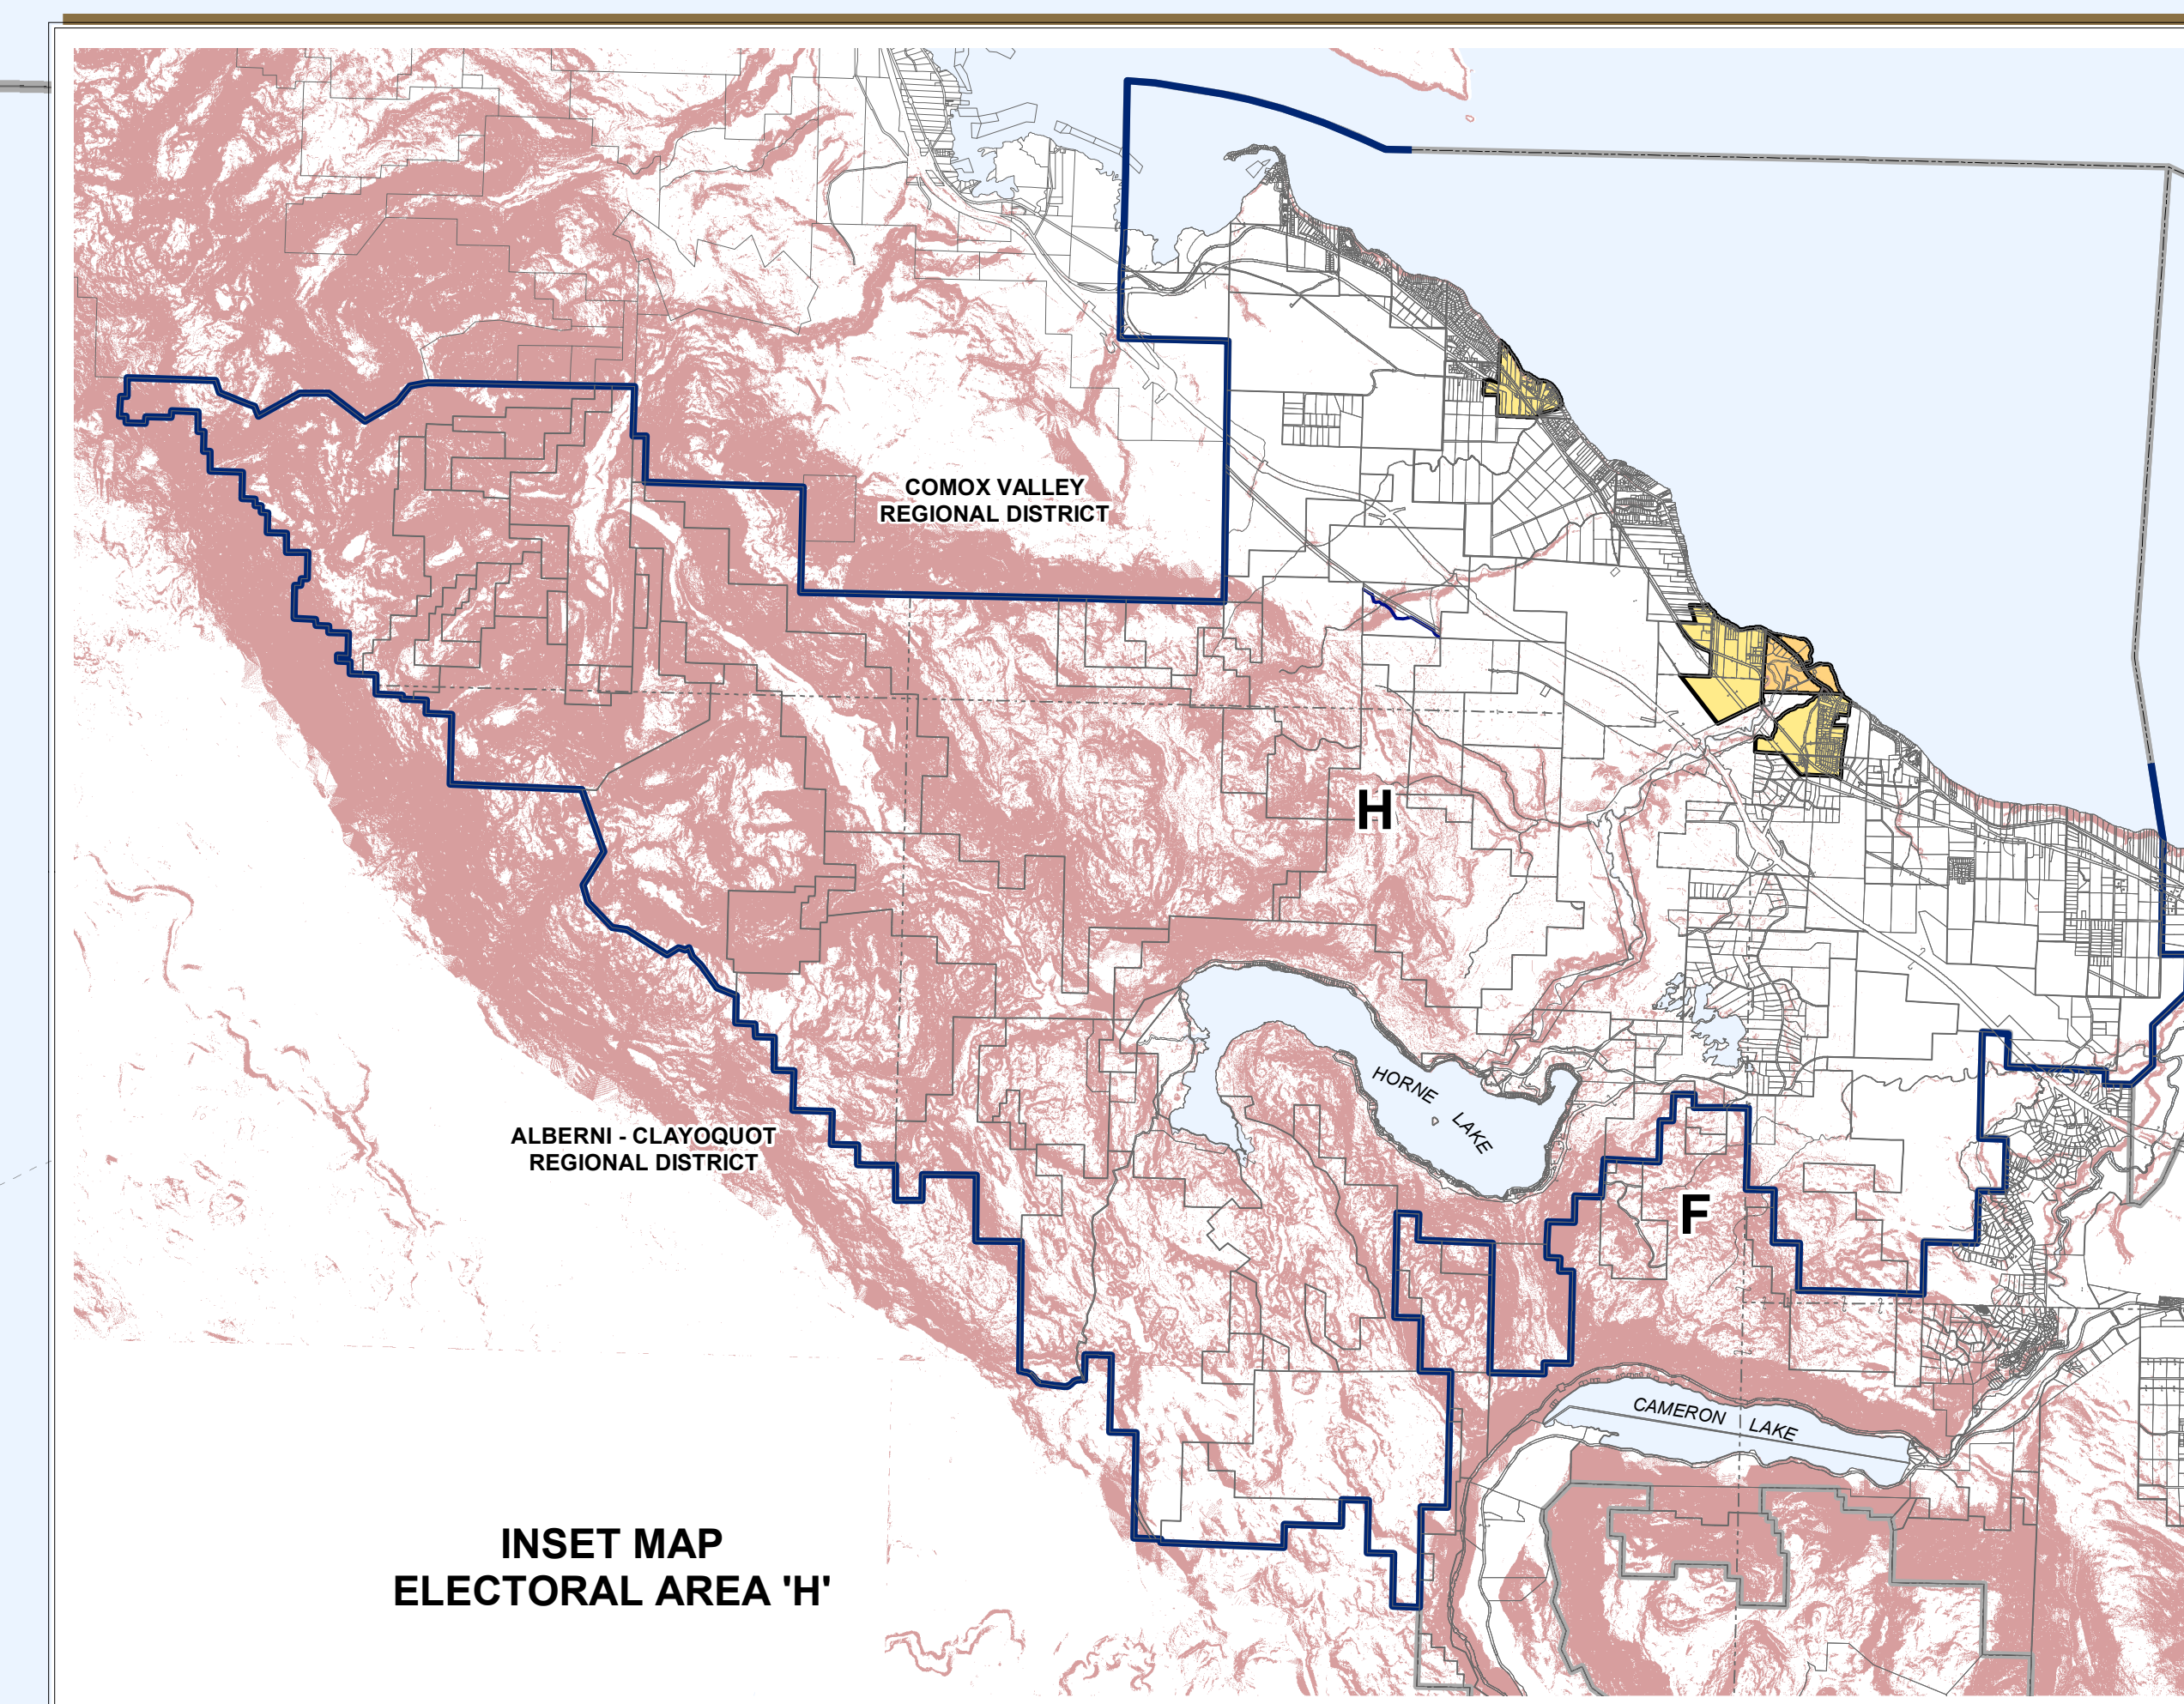 COMOX VALLEY
REGIONAL DISTRICT
H
HORNE LAKE
ALBERNI - CLAYOQUOT
REGIONAL DISTRICT
F
CAMERON LAKE
INSET MAP
ELECTORAL AREA 'H'